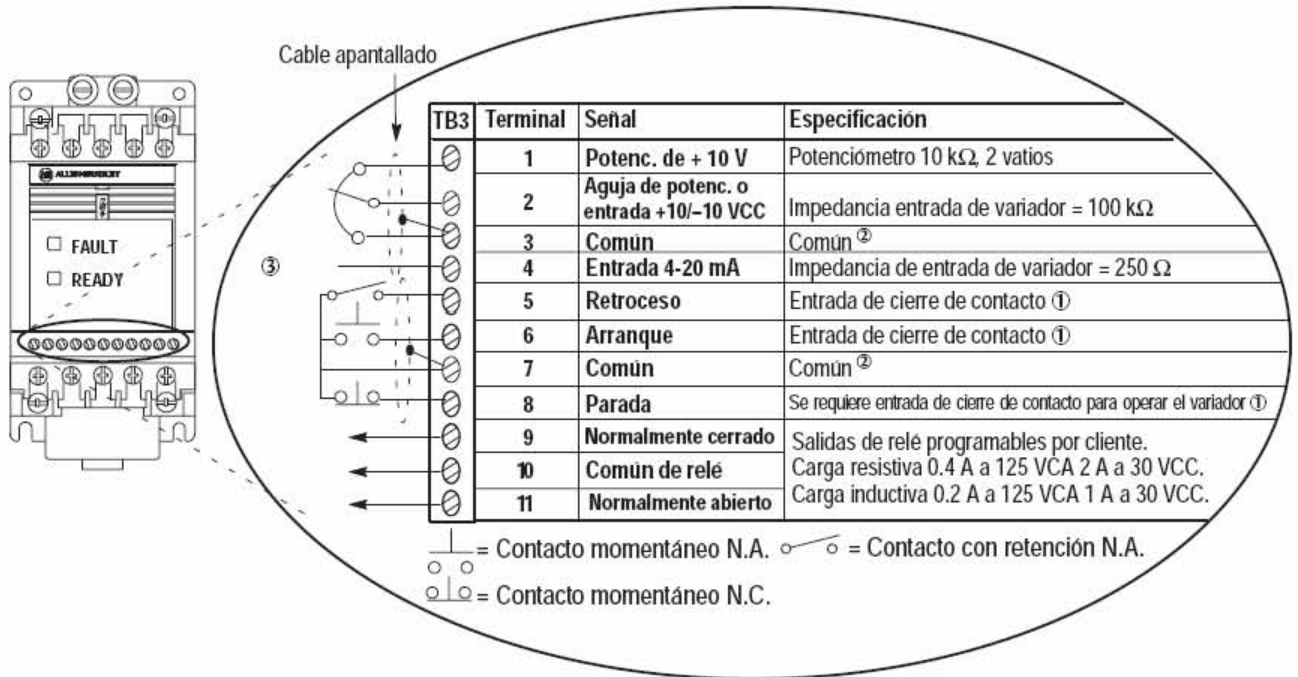 Cable apantallado
TB3 Terminal Señal Especificación
1 Potenc. de + 10 V Potenciómetro 10 kΩ, 2 vatios
2 Aguja de potenc. o entrada +10/–10 VCC Impedancia entrada de variador = 100 kΩ
3 Común Común ②
4 Entrada 4-20 mA Impedancia de entrada de variador = 250 Ω
5 Retroceso Entrada de cierre de contacto ①
6 Arranque Entrada de cierre de contacto ①
7 Común Común ②
8 Parada Se requiere entrada de cierre de contacto para operar el variador ①
9 Normalmente cerrado Salidas de relé programables por cliente.
10 Común de relé Carga resistiva 0.4 A a 125 VCA 2 A a 30 VCC.
11 Normalmente abierto Carga inductiva 0.2 A a 125 VCA 1 A a 30 VCC.
= Contacto momentáneo N.A. = Contacto con retención N.A.
= Contacto momentáneo N.C.
③
ALLEN-BRADLEY
FAULT
READY